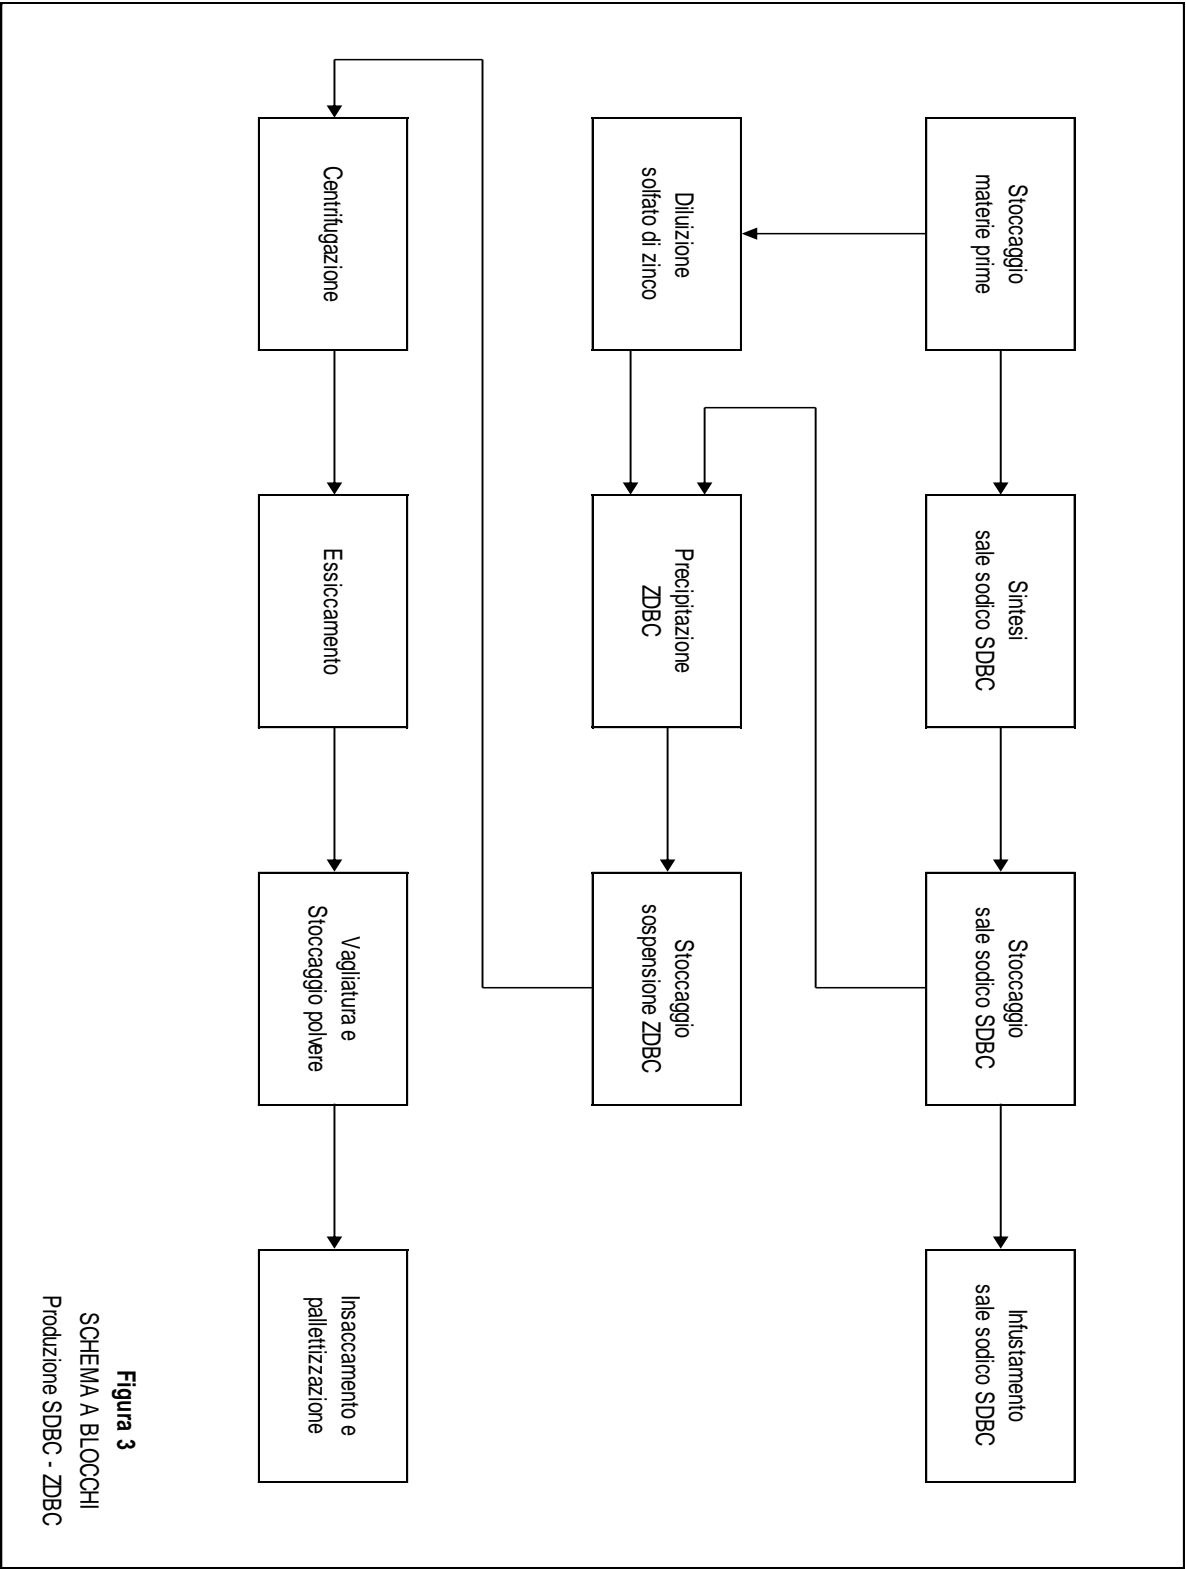 Stoccaggio
materie prime
Sintesi
sale sodico SDBC
Stoccaggio
sale sodico SDBC
Infustamento
sale sodico SDBC
Diluizione
solfato di zinco
Precipitazione
ZDBC
Stoccaggio
sospensione ZDBC
Centrifugazione
Essiccamento
Vagliatura e
Stoccaggio polvere
Insaccamento e
pallettizzazione
Figura 3
SCHEMA A BLOCCHI
Produzione SDBC - ZDBC